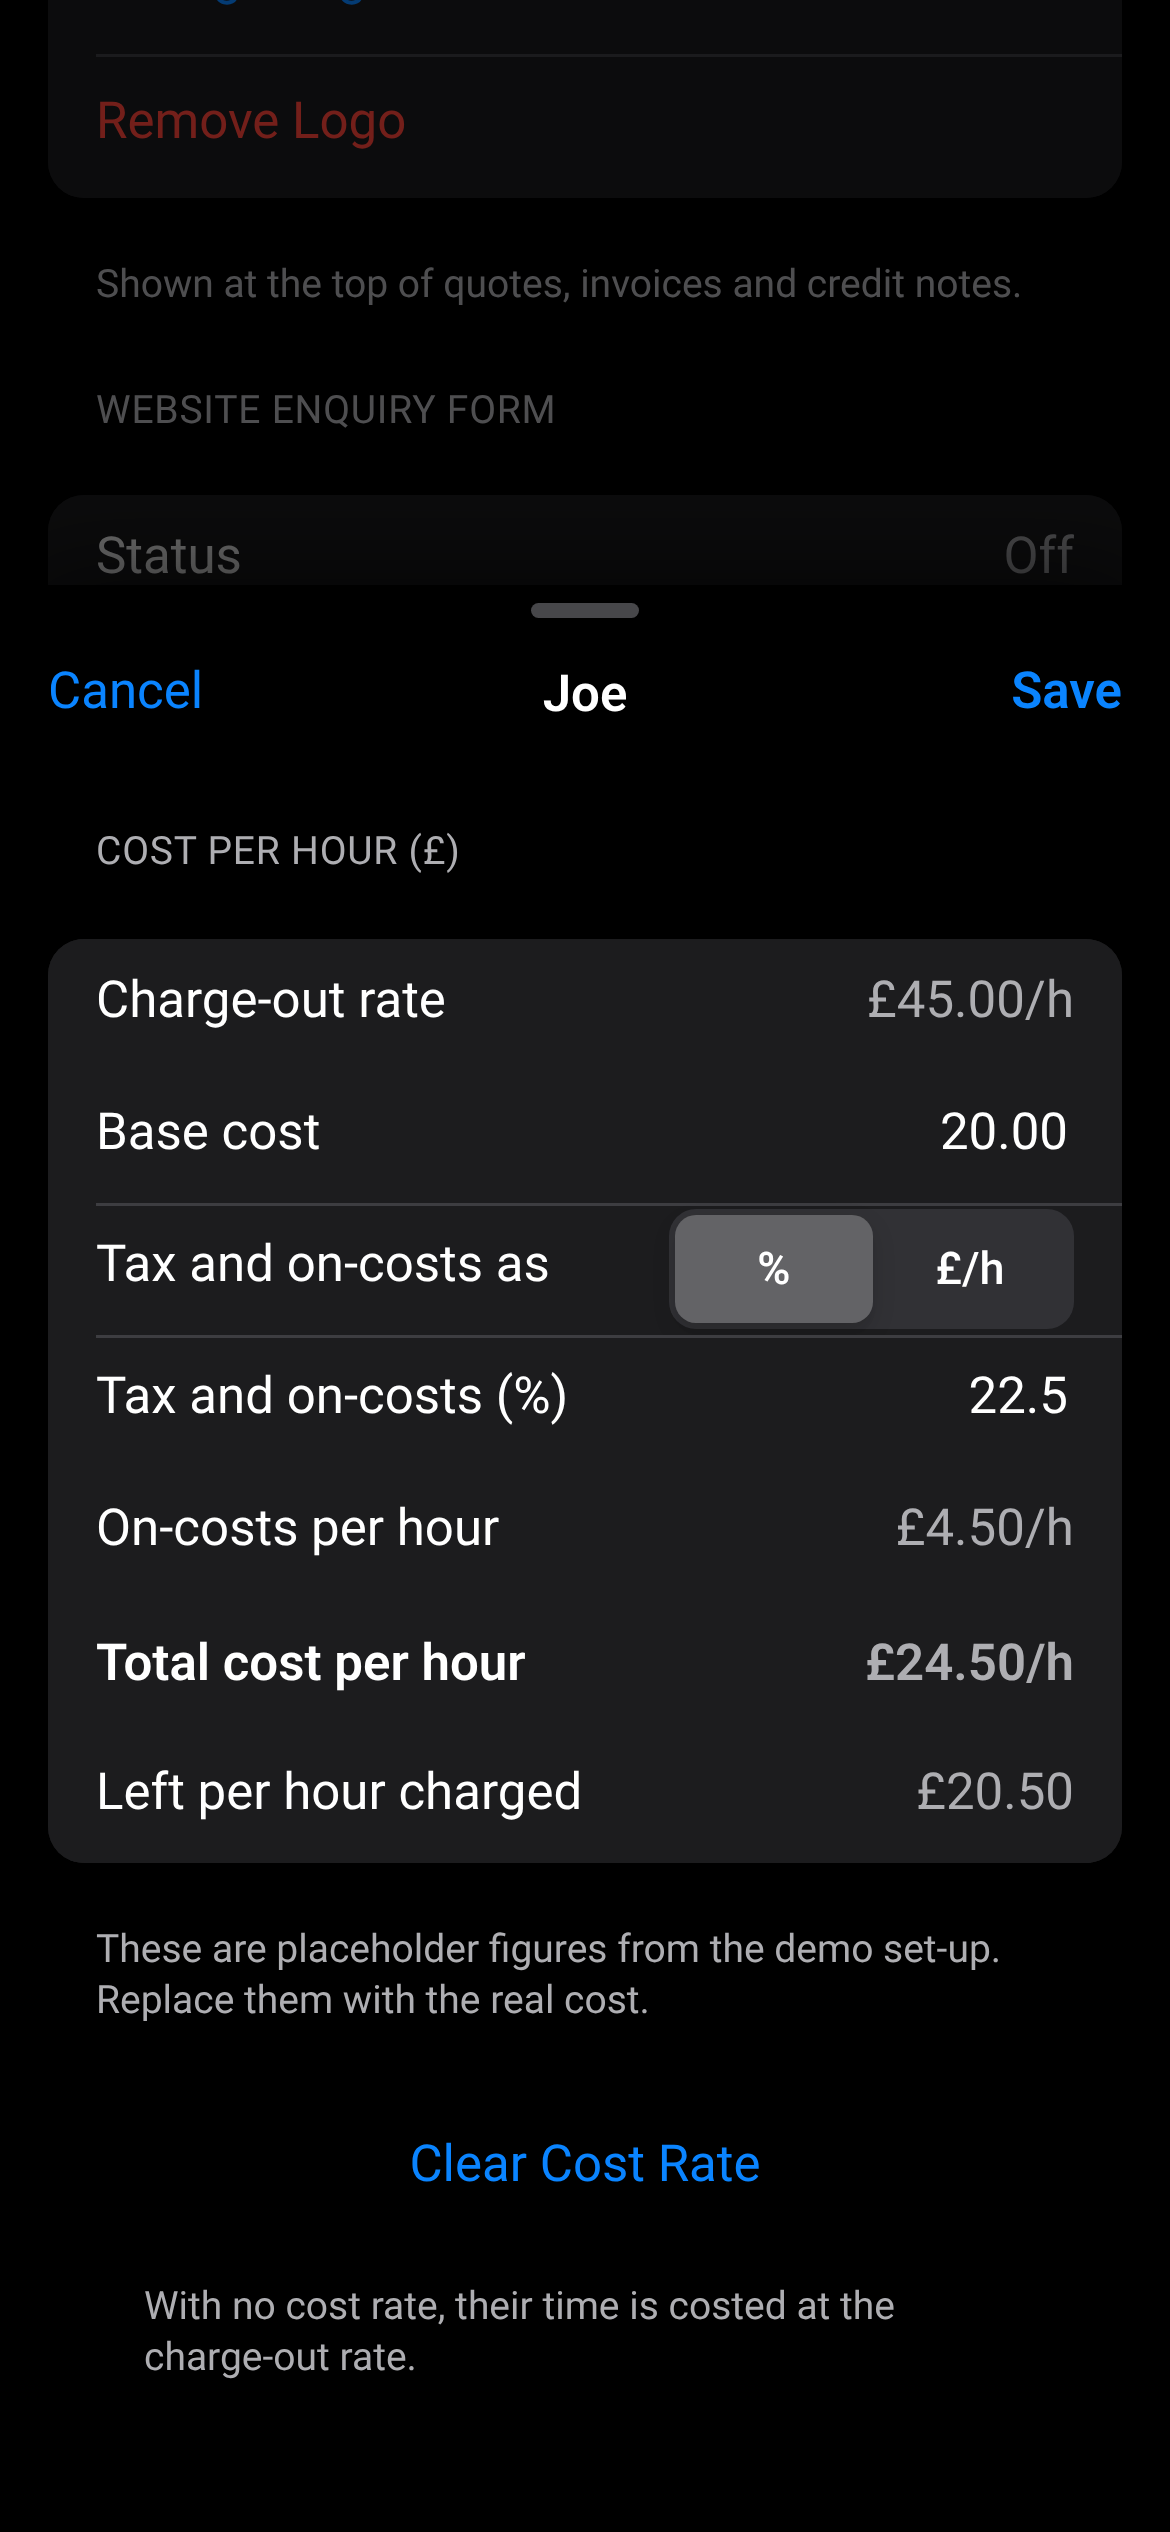 Remove Logo
Shown at the top of quotes, invoices and credit notes.
WEBSITE ENQUIRY FORM
Status Off
Cancel Joe Save
COST PER HOUR (£)
Charge-out rate £45.00/h
Base cost 20.00
Tax and on-costs as % £/h
Tax and on-costs (%) 22.5
On-costs per hour £4.50/h
Total cost per hour £24.50/h
Left per hour charged £20.50
These are placeholder figures from the demo set-up.
Replace them with the real cost.
Clear Cost Rate
With no cost rate, their time is costed at the
charge-out rate.